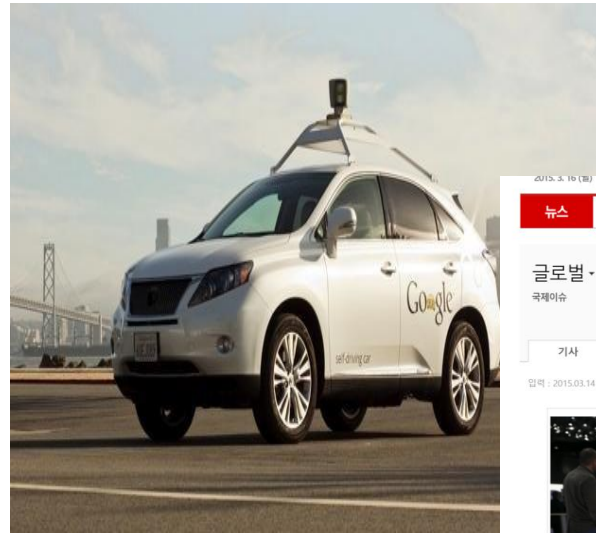 2015. 3. 16 (월)
뉴스
글로벌
국제이슈
기사
입력 : 2015.03.14
Google
self-driving car